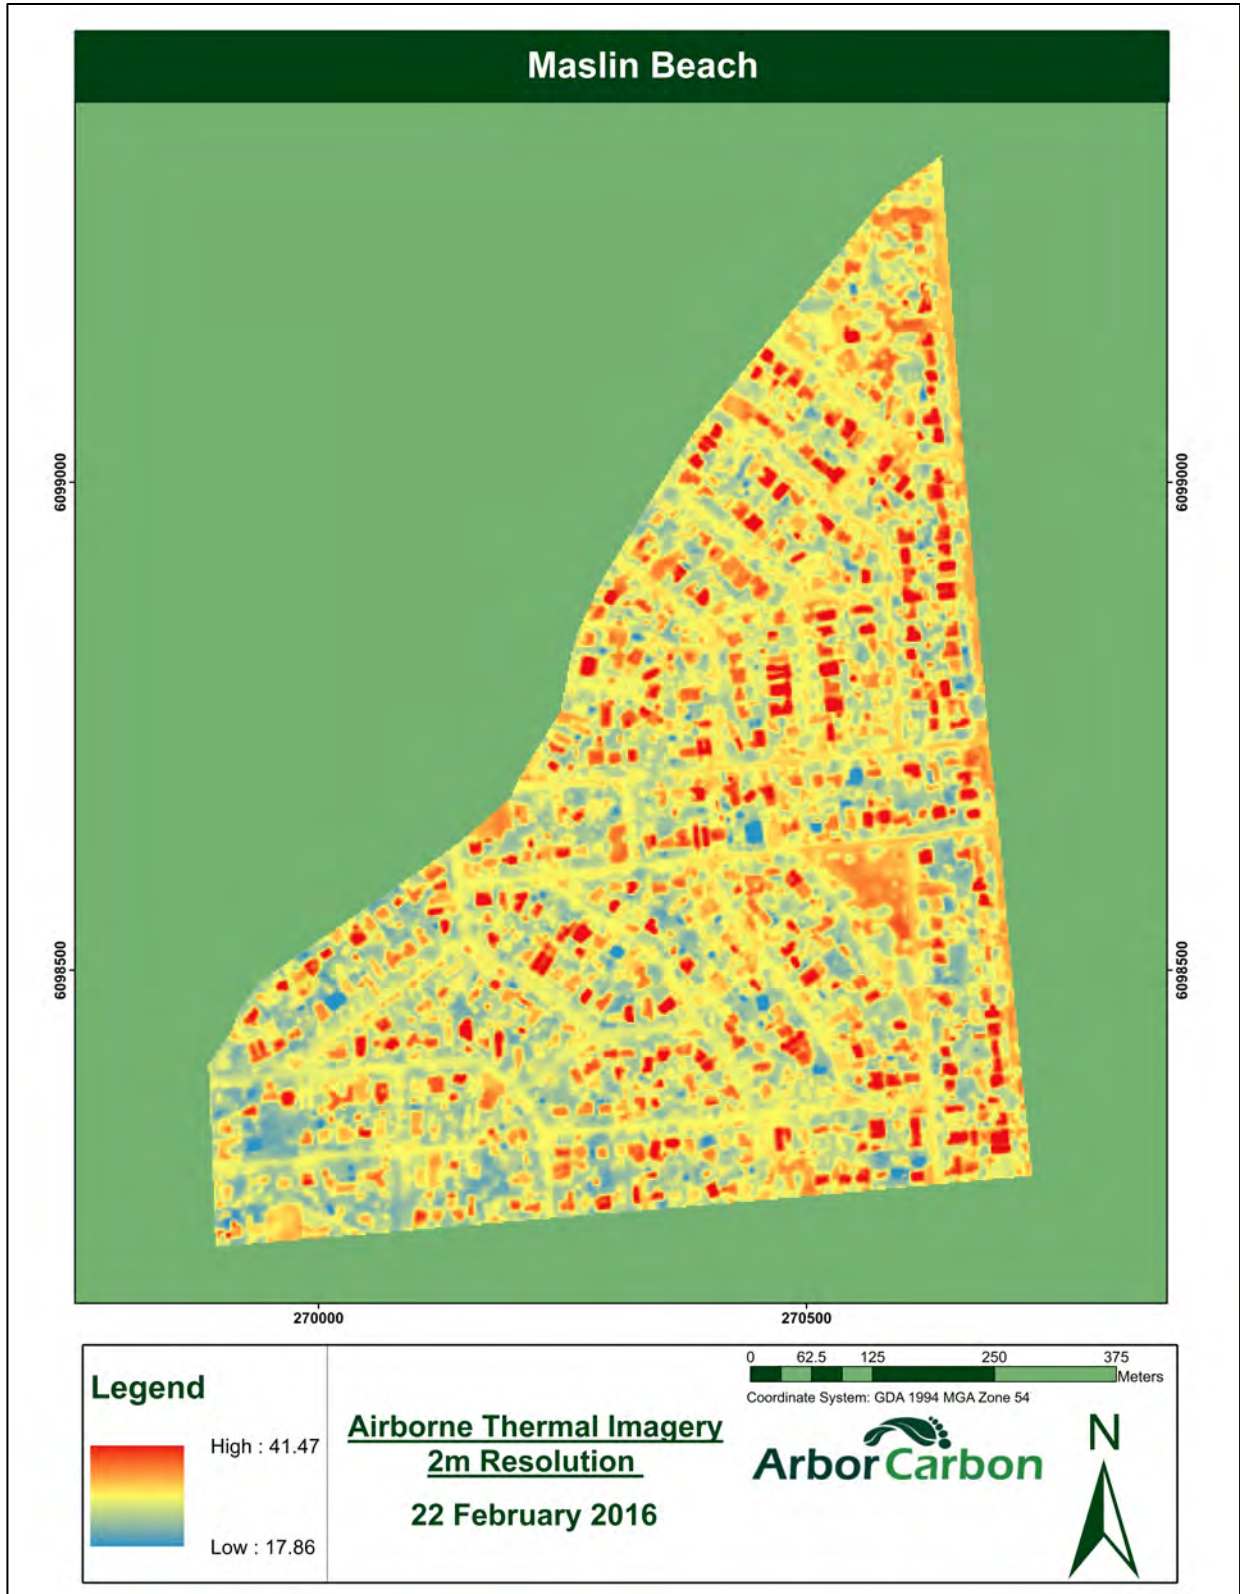 Maslin Beach
6099000
6099000
6098500
6098500
270000
270500
Legend
High : 41.47
Low : 17.86
Airborne Thermal Imagery
2m Resolution
22 February 2016
0 62.5 125 250 375
Meters
Coordinate System: GDA 1994 MGA Zone 54
ArborCarbon
N